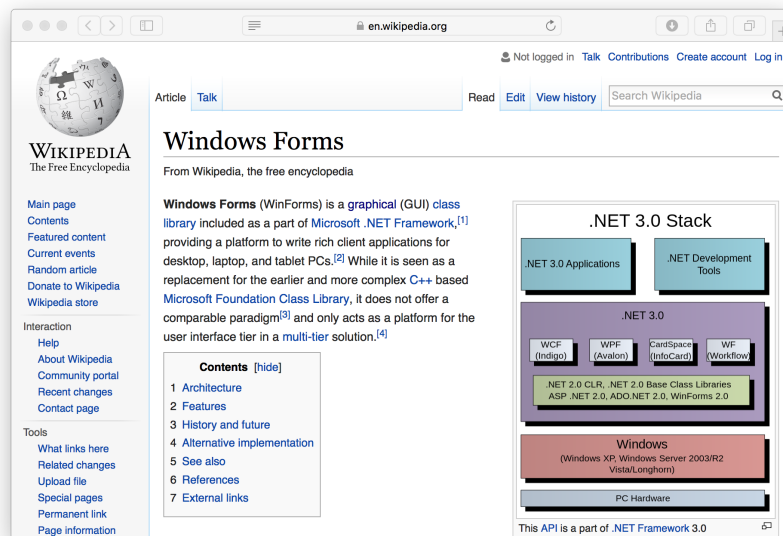 en.wikipedia.org
Not logged in Talk Contributions Create account Log in
Article Talk
Read Edit View history Search Wikipedia
WIKIPEDIA
The Free Encyclopedia
Main page
Contents
Featured content
Current events
Random article
Donate to Wikipedia
Wikipedia store
Interaction
Help
About Wikipedia
Community portal
Recent changes
Contact page
Tools
What links here
Related changes
Upload file
Special pages
Permanent link
Page information
Windows Forms
From Wikipedia, the free encyclopedia
Windows Forms (WinForms) is a graphical (GUI) class
library included as a part of Microsoft .NET Framework,[1]
providing a platform to write rich client applications for
desktop, laptop, and tablet PCs.[2] While it is seen as a
replacement for the earlier and more complex C++ based
Microsoft Foundation Class Library, it does not offer a
comparable paradigm[3] and only acts as a platform for the
user interface tier in a multi-tier solution.[4]
Contents [hide]
1 Architecture
2 Features
3 History and future
4 Alternative implementation
5 See also
6 References
7 External links
.NET 3.0 Stack
.NET 3.0 Applications
.NET Development
Tools
.NET 3.0
WCF
(Indigo)
WPF
(Avalon)
CardSpace
(InfoCard)
WF
(Workflow)
.NET 2.0 CLR, .NET 2.0 Base Class Libraries
ASP .NET 2.0, ADO.NET 2.0, WinForms 2.0
Windows
(Windows XP, Windows Server 2003/R2
Vista/Longhorn)
PC Hardware
This API is a part of .NET Framework 3.0